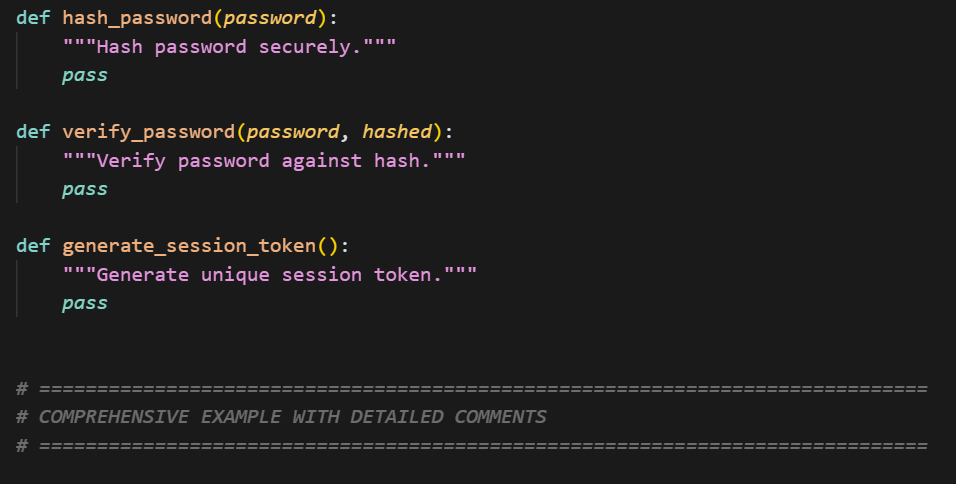 def hash_password(password):
    """Hash password securely."""
    pass
def verify_password(password, hashed):
    """Verify password against hash."""
    pass
def generate_session_token():
    """Generate unique session token."""
    pass
# =============================================================================
# COMPREHENSIVE EXAMPLE WITH DETAILED COMMENTS
# =============================================================================